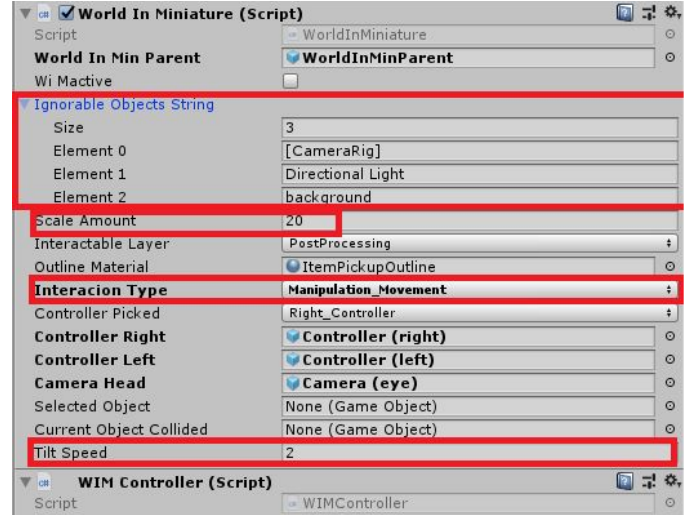 World In Miniature (Script)
Script WorldInMiniature
World In Min Parent WorldInMinParent
Wi Mactive
Ignorable Objects String
Size 3
Element 0 [CameraRig]
Element 1 Directional Light
Element 2 background
Scale Amount 20
Interactable Layer PostProcessing
Outline Material ItemPickupOutline
Interacion Type Manipulation_Movement
Controller Picked Right_Controller
Controller Right Controller (right)
Controller Left Controller (left)
Camera Head Camera (eye)
Selected Object None (Game Object)
Current Object Collided None (Game Object)
Tilt Speed 2
WIM Controller (Script)
Script WIMController